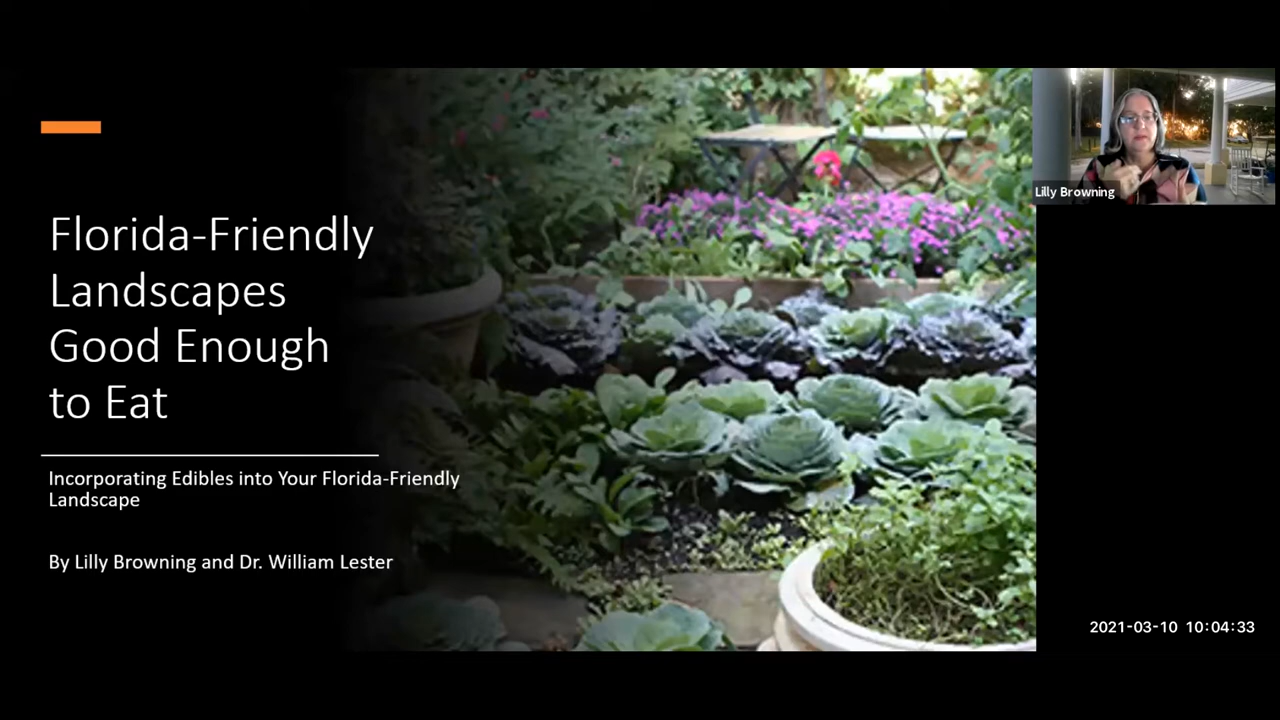 Florida-Friendly
Landscapes
Good Enough
to Eat
Incorporating Edibles into Your Florida-Friendly
Landscape
By Lilly Browning and Dr. William Lester
Lilly Browning
2021-03-10 10:04:33